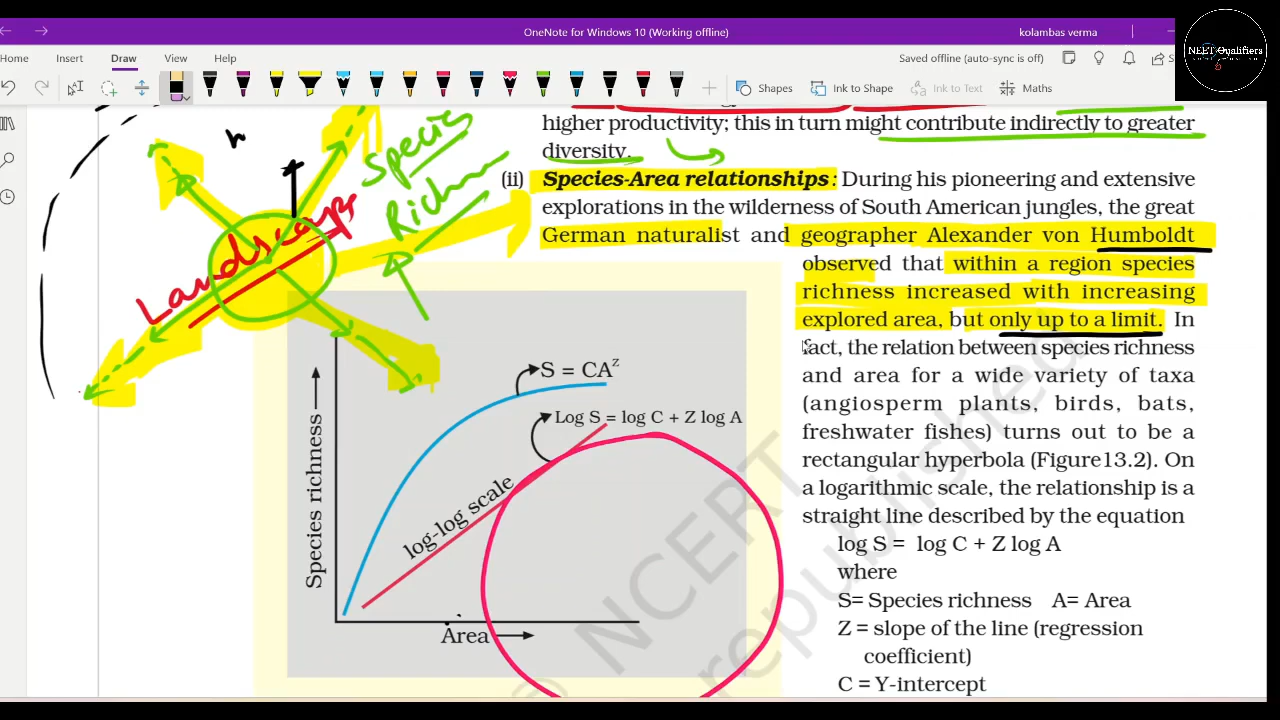 OneNote for Windows 10 (Working offline)
kolambas verma
NEET Qualifiers
Home Insert Draw View Help
Saved offline (auto-sync is off)
Shapes Ink to Shape Ink to Text Maths
higher productivity; this in turn might contribute indirectly to greater
diversity.
(ii) Species-Area relationships: During his pioneering and extensive
explorations in the wilderness of South American jungles, the great
German naturalist and geographer Alexander von Humboldt
observed that within a region species
richness increased with increasing
explored area, but only up to a limit. In
fact, the relation between species richness
and area for a wide variety of taxa
(angiosperm plants, birds, bats,
freshwater fishes) turns out to be a
rectangular hyperbola (Figure13.2). On
a logarithmic scale, the relationship is a
straight line described by the equation
log S = log C + Z log A
where
S= Species richness A= Area
Z = slope of the line (regression
coefficient)
C = Y-intercept
Landscape
Species
Richn
S = CA^z
Log S = log C + Z log A
log-log scale
Species richness
Area
© NCERT
republished